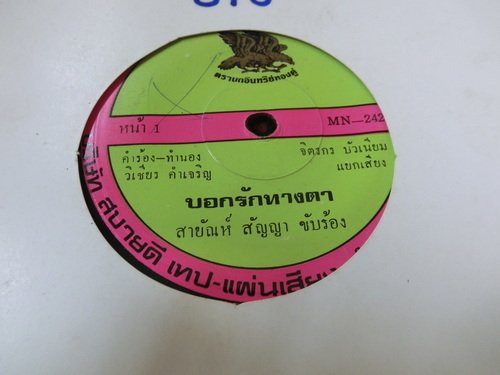 ตรานกอินทรีย์ทองคู่
หน้า 1
MN-242
คำร้อง-ทำนอง
วิเชียร คำเจริญ
จิตรกร บัวเนียม
แยกเสียง
บอกรักทางตา
สายัณห์ สัญญา ขับร้อง
สบายดี เทป-แผ่นเสียง